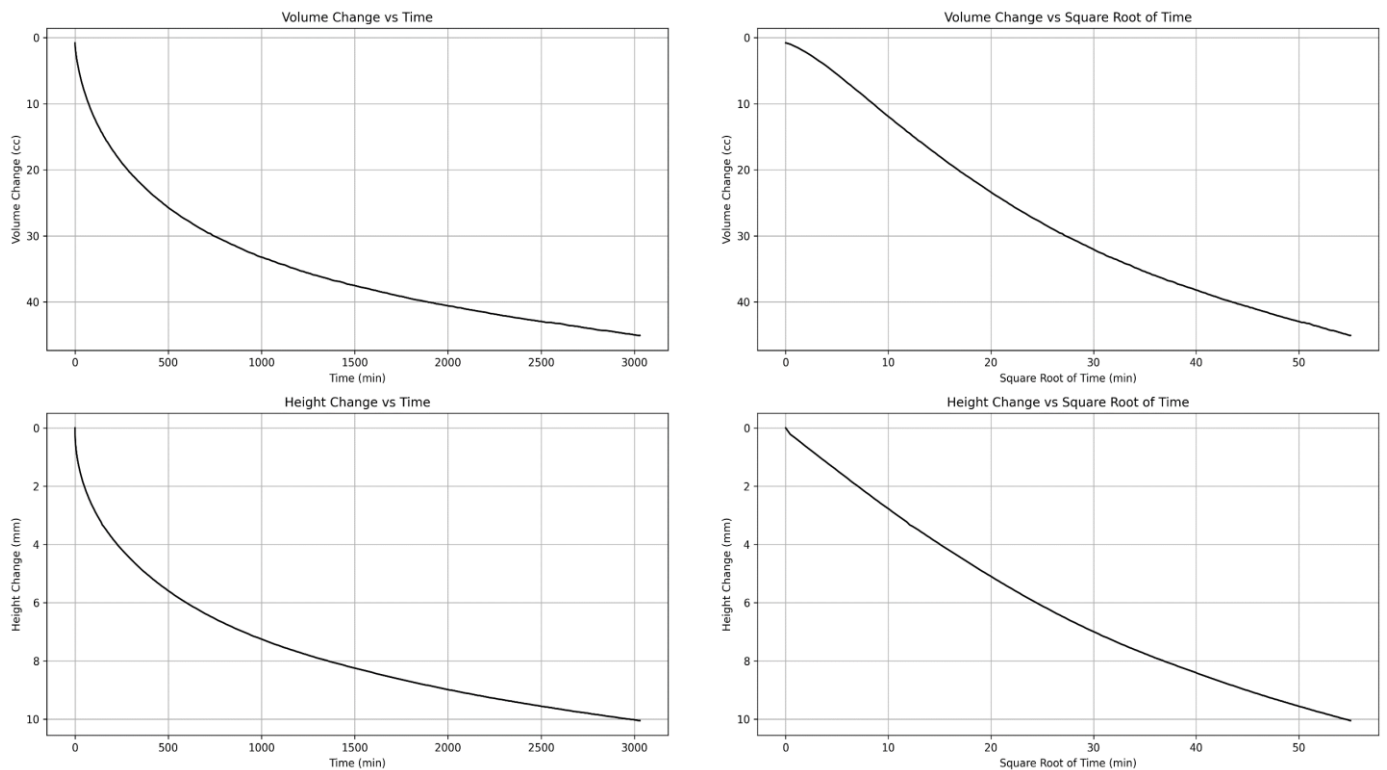 Volume Change vs Time
Volume Change (cc)
0
10
20
30
40
0 500 1000 1500 2000 2500 3000
Time (min)
Volume Change vs Square Root of Time
Volume Change (cc)
0
10
20
30
40
0 10 20 30 40 50
Square Root of Time (min)
Height Change vs Time
Height Change (mm)
0
2
4
6
8
10
0 500 1000 1500 2000 2500 3000
Time (min)
Height Change vs Square Root of Time
Height Change (mm)
0
2
4
6
8
10
0 10 20 30 40 50
Square Root of Time (min)